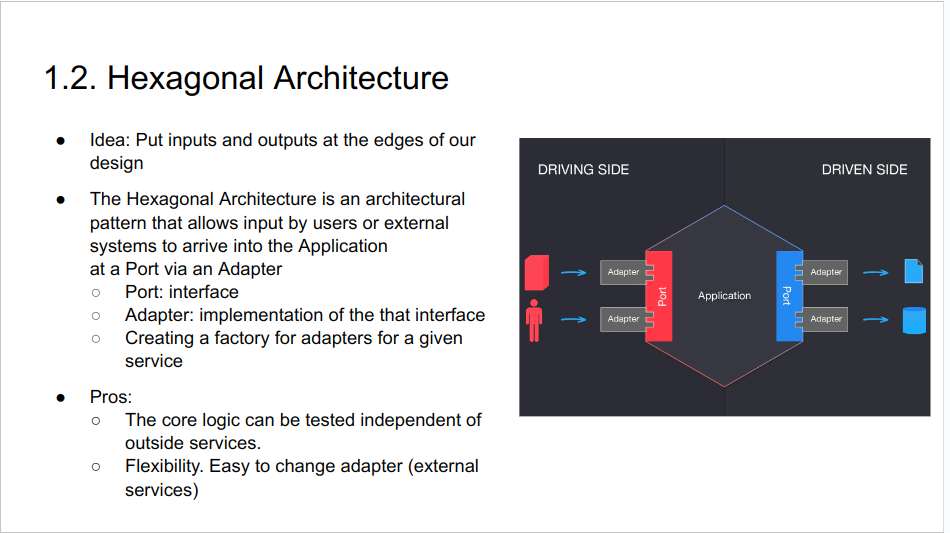 1.2. Hexagonal Architecture
● Idea: Put inputs and outputs at the edges of our
design
● The Hexagonal Architecture is an architectural
pattern that allows input by users or external
systems to arrive into the Application
at a Port via an Adapter
○ Port: interface
○ Adapter: implementation of the that interface
○ Creating a factory for adapters for a given
service
● Pros:
○ The core logic can be tested independent of
outside services.
○ Flexibility. Easy to change adapter (external
services)
DRIVING SIDE
DRIVEN SIDE
Adapter
Adapter
Port
Application
Port
Adapter
Adapter